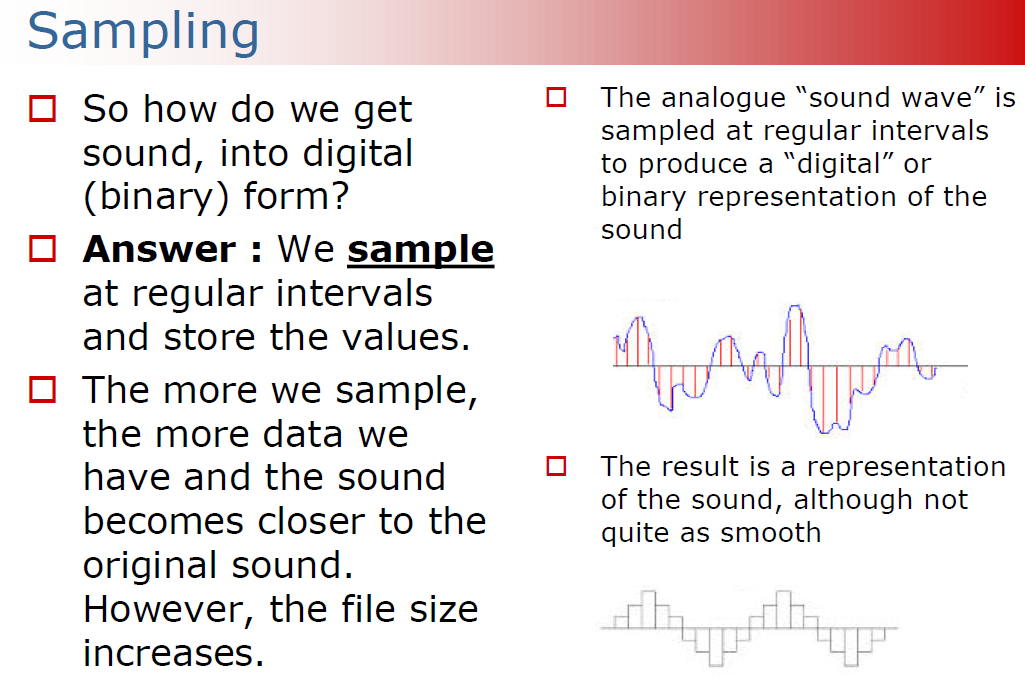 Sampling
So how do we get
sound, into digital
(binary) form?
Answer : We sample
at regular intervals
and store the values.
The more we sample,
the more data we
have and the sound
becomes closer to the
original sound.
However, the file size
increases.
The analogue “sound wave” is
sampled at regular intervals
to produce a “digital” or
binary representation of the
sound
The result is a representation
of the sound, although not
quite as smooth